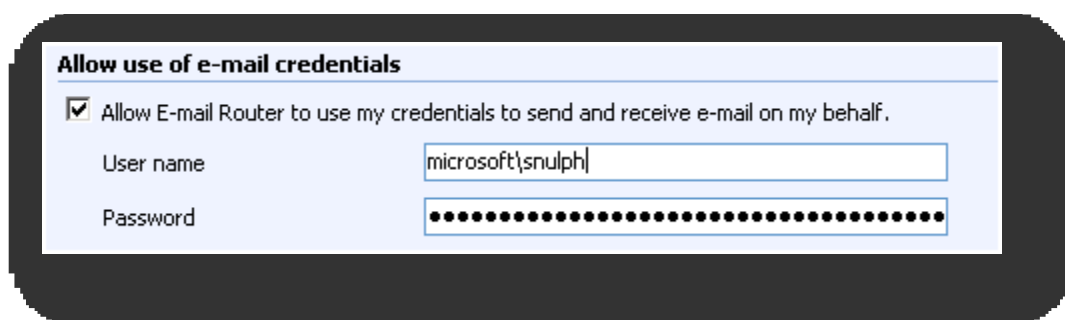 Allow use of e-mail credentials
Allow E-mail Router to use my credentials to send and receive e-mail on my behalf.
User name microsoft\snulph
Password ●●●●●●●●●●●●●●●●●●●●●●●●●●●●●●●●●●●●●